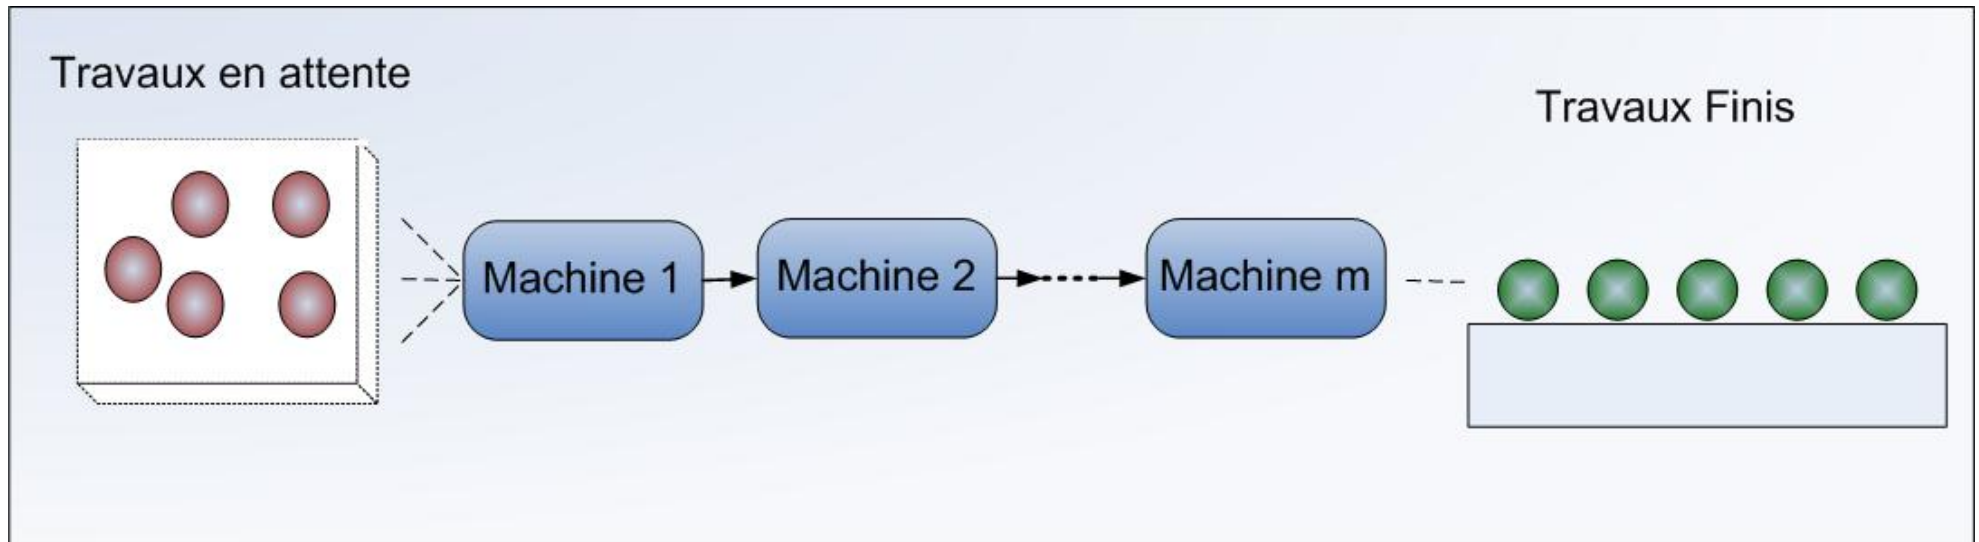 Travaux en attente
Travaux Finis
Machine 1
Machine 2
Machine m